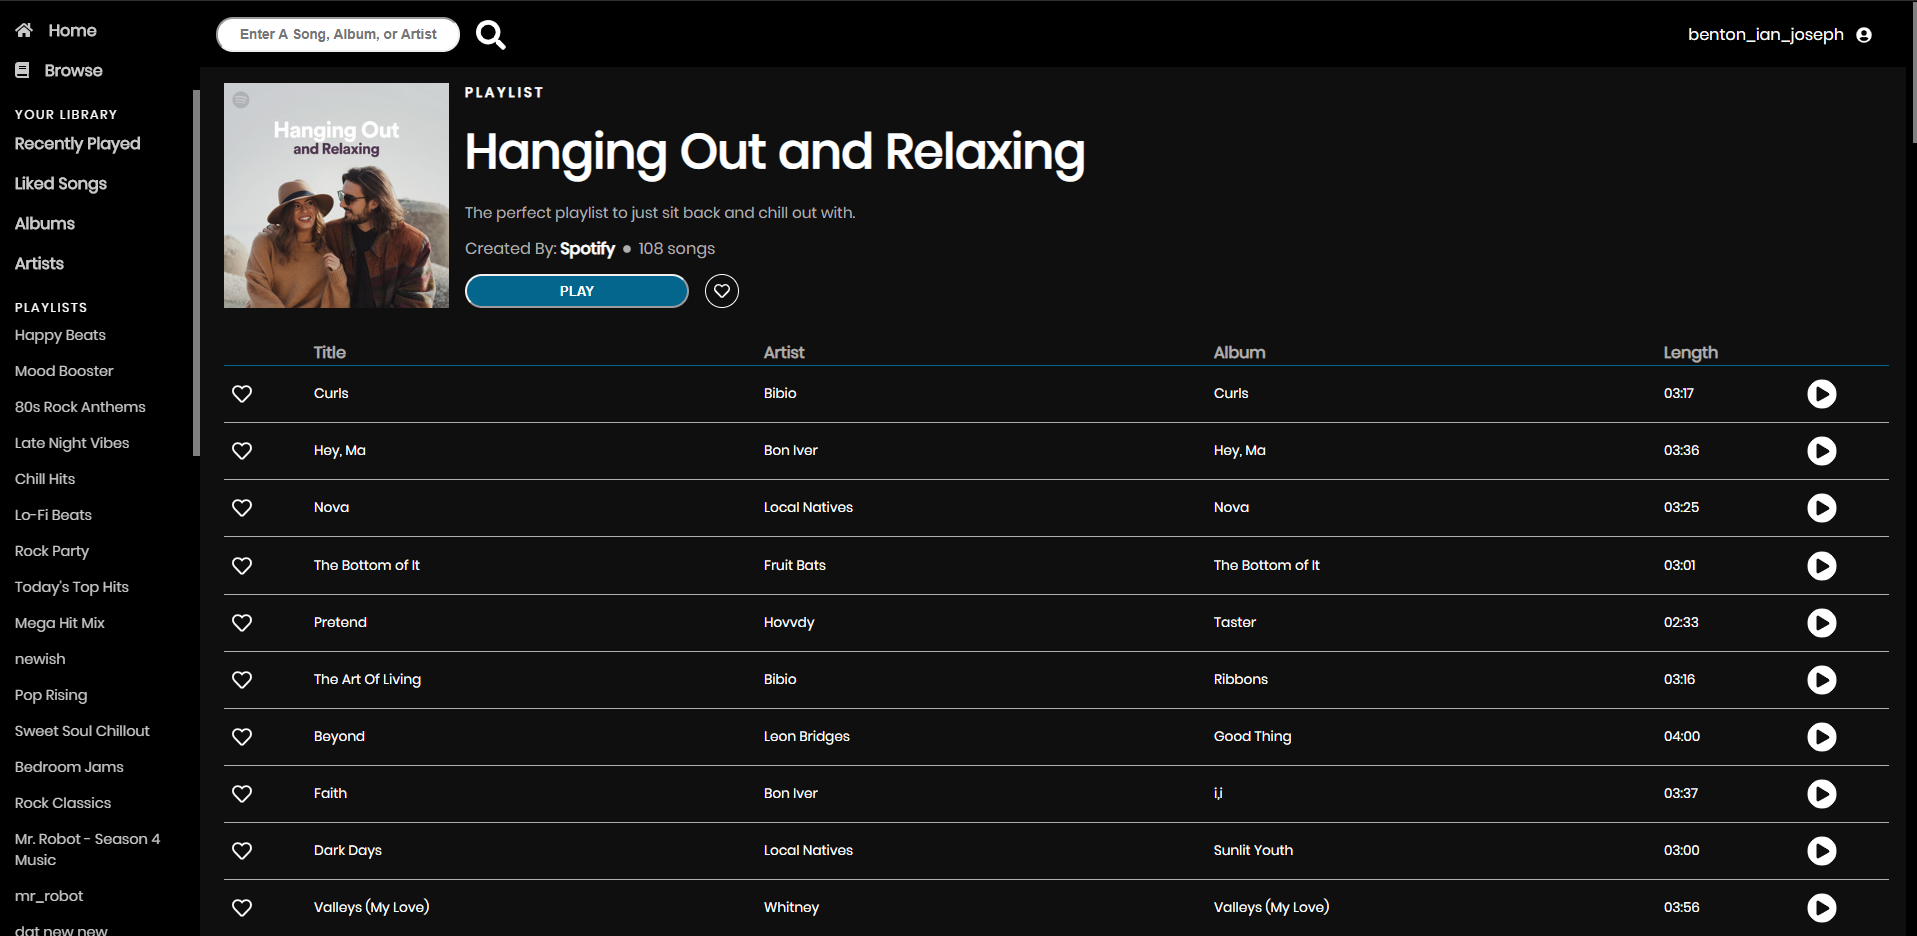 Home
Browse
YOUR LIBRARY
Recently Played
Liked Songs
Albums
Artists
PLAYLISTS
Happy Beats
Mood Booster
80s Rock Anthems
Late Night Vibes
Chill Hits
Lo-Fi Beats
Rock Party
Today's Top Hits
Mega Hit Mix
newish
Pop Rising
Sweet Soul Chillout
Bedroom Jams
Rock Classics
Mr. Robot - Season 4
Music
mr_robot
dat new new
Enter A Song, Album, or Artist
benton_ian_joseph
Hanging Out
and Relaxing
PLAYLIST
Hanging Out and Relaxing
The perfect playlist to just sit back and chill out with.
Created By: Spotify ● 108 songs
PLAY
Title Artist Album Length
Curls Bibio Curls 03:17
Hey, Ma Bon Iver Hey, Ma 03:36
Nova Local Natives Nova 03:25
The Bottom of It Fruit Bats The Bottom of It 03:01
Pretend Hovvdy Taster 02:33
The Art Of Living Bibio Ribbons 03:16
Beyond Leon Bridges Good Thing 04:00
Faith Bon Iver i,i 03:37
Dark Days Local Natives Sunlit Youth 03:00
Valleys (My Love) Whitney Valleys (My Love) 03:56